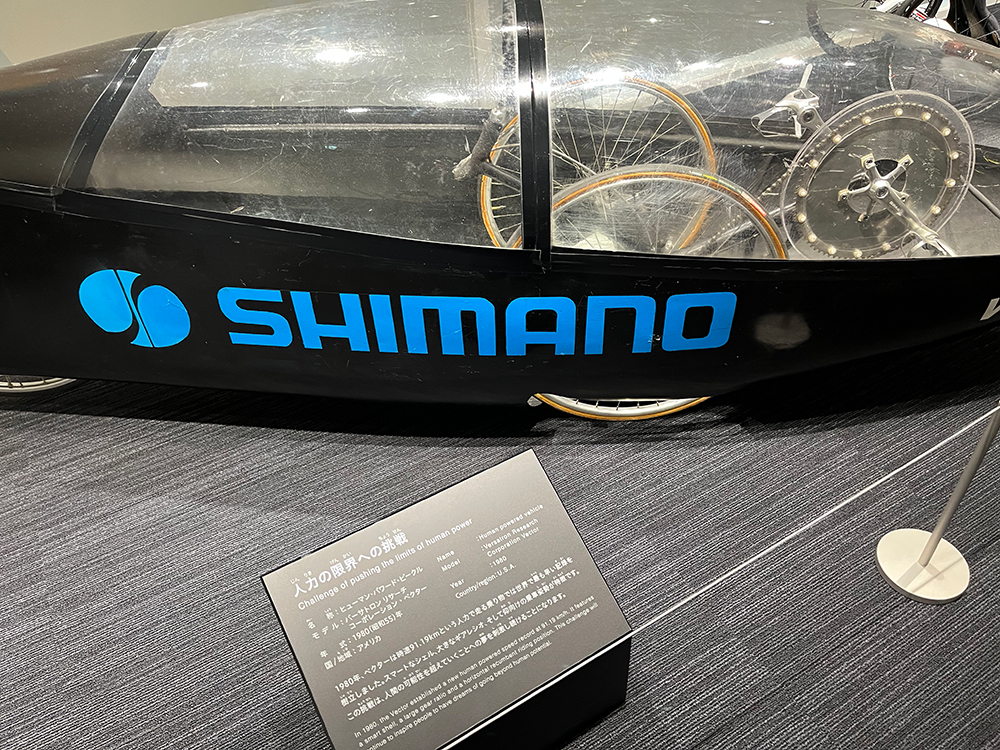 SHIMANO
人力の限界への挑戦
Challenge of pushing the limits of human power
名 称：ヒューマン・パワード・ビークル
モデル：バーサトロン リサーチ
コーポレーション・ベクター
年 式：1980(昭和55)年
国/地域：アメリカ
Name :Human powered vehicle
Model :Versatron Research
Corporation Vector
Year :1980
Country/region:U.S.A.
1980年、ベクターは時速91.19kmという人力で走る乗り物では世界で最も早い記録を
樹立しました。スマートなシェル、大きなギアレシオ、そして仰向けの乗車姿勢が特徴です。
この挑戦は、人間の可能性を超えていくことへの夢を刺激し続けることになります。
In 1980, the Vector established a new human powered speed record at 91.19 km/h. It features
a smart shell, a large gear ratio and a horizontal recumbent riding position. This challenge will
continue to inspire people to have dreams of going beyond human potential.